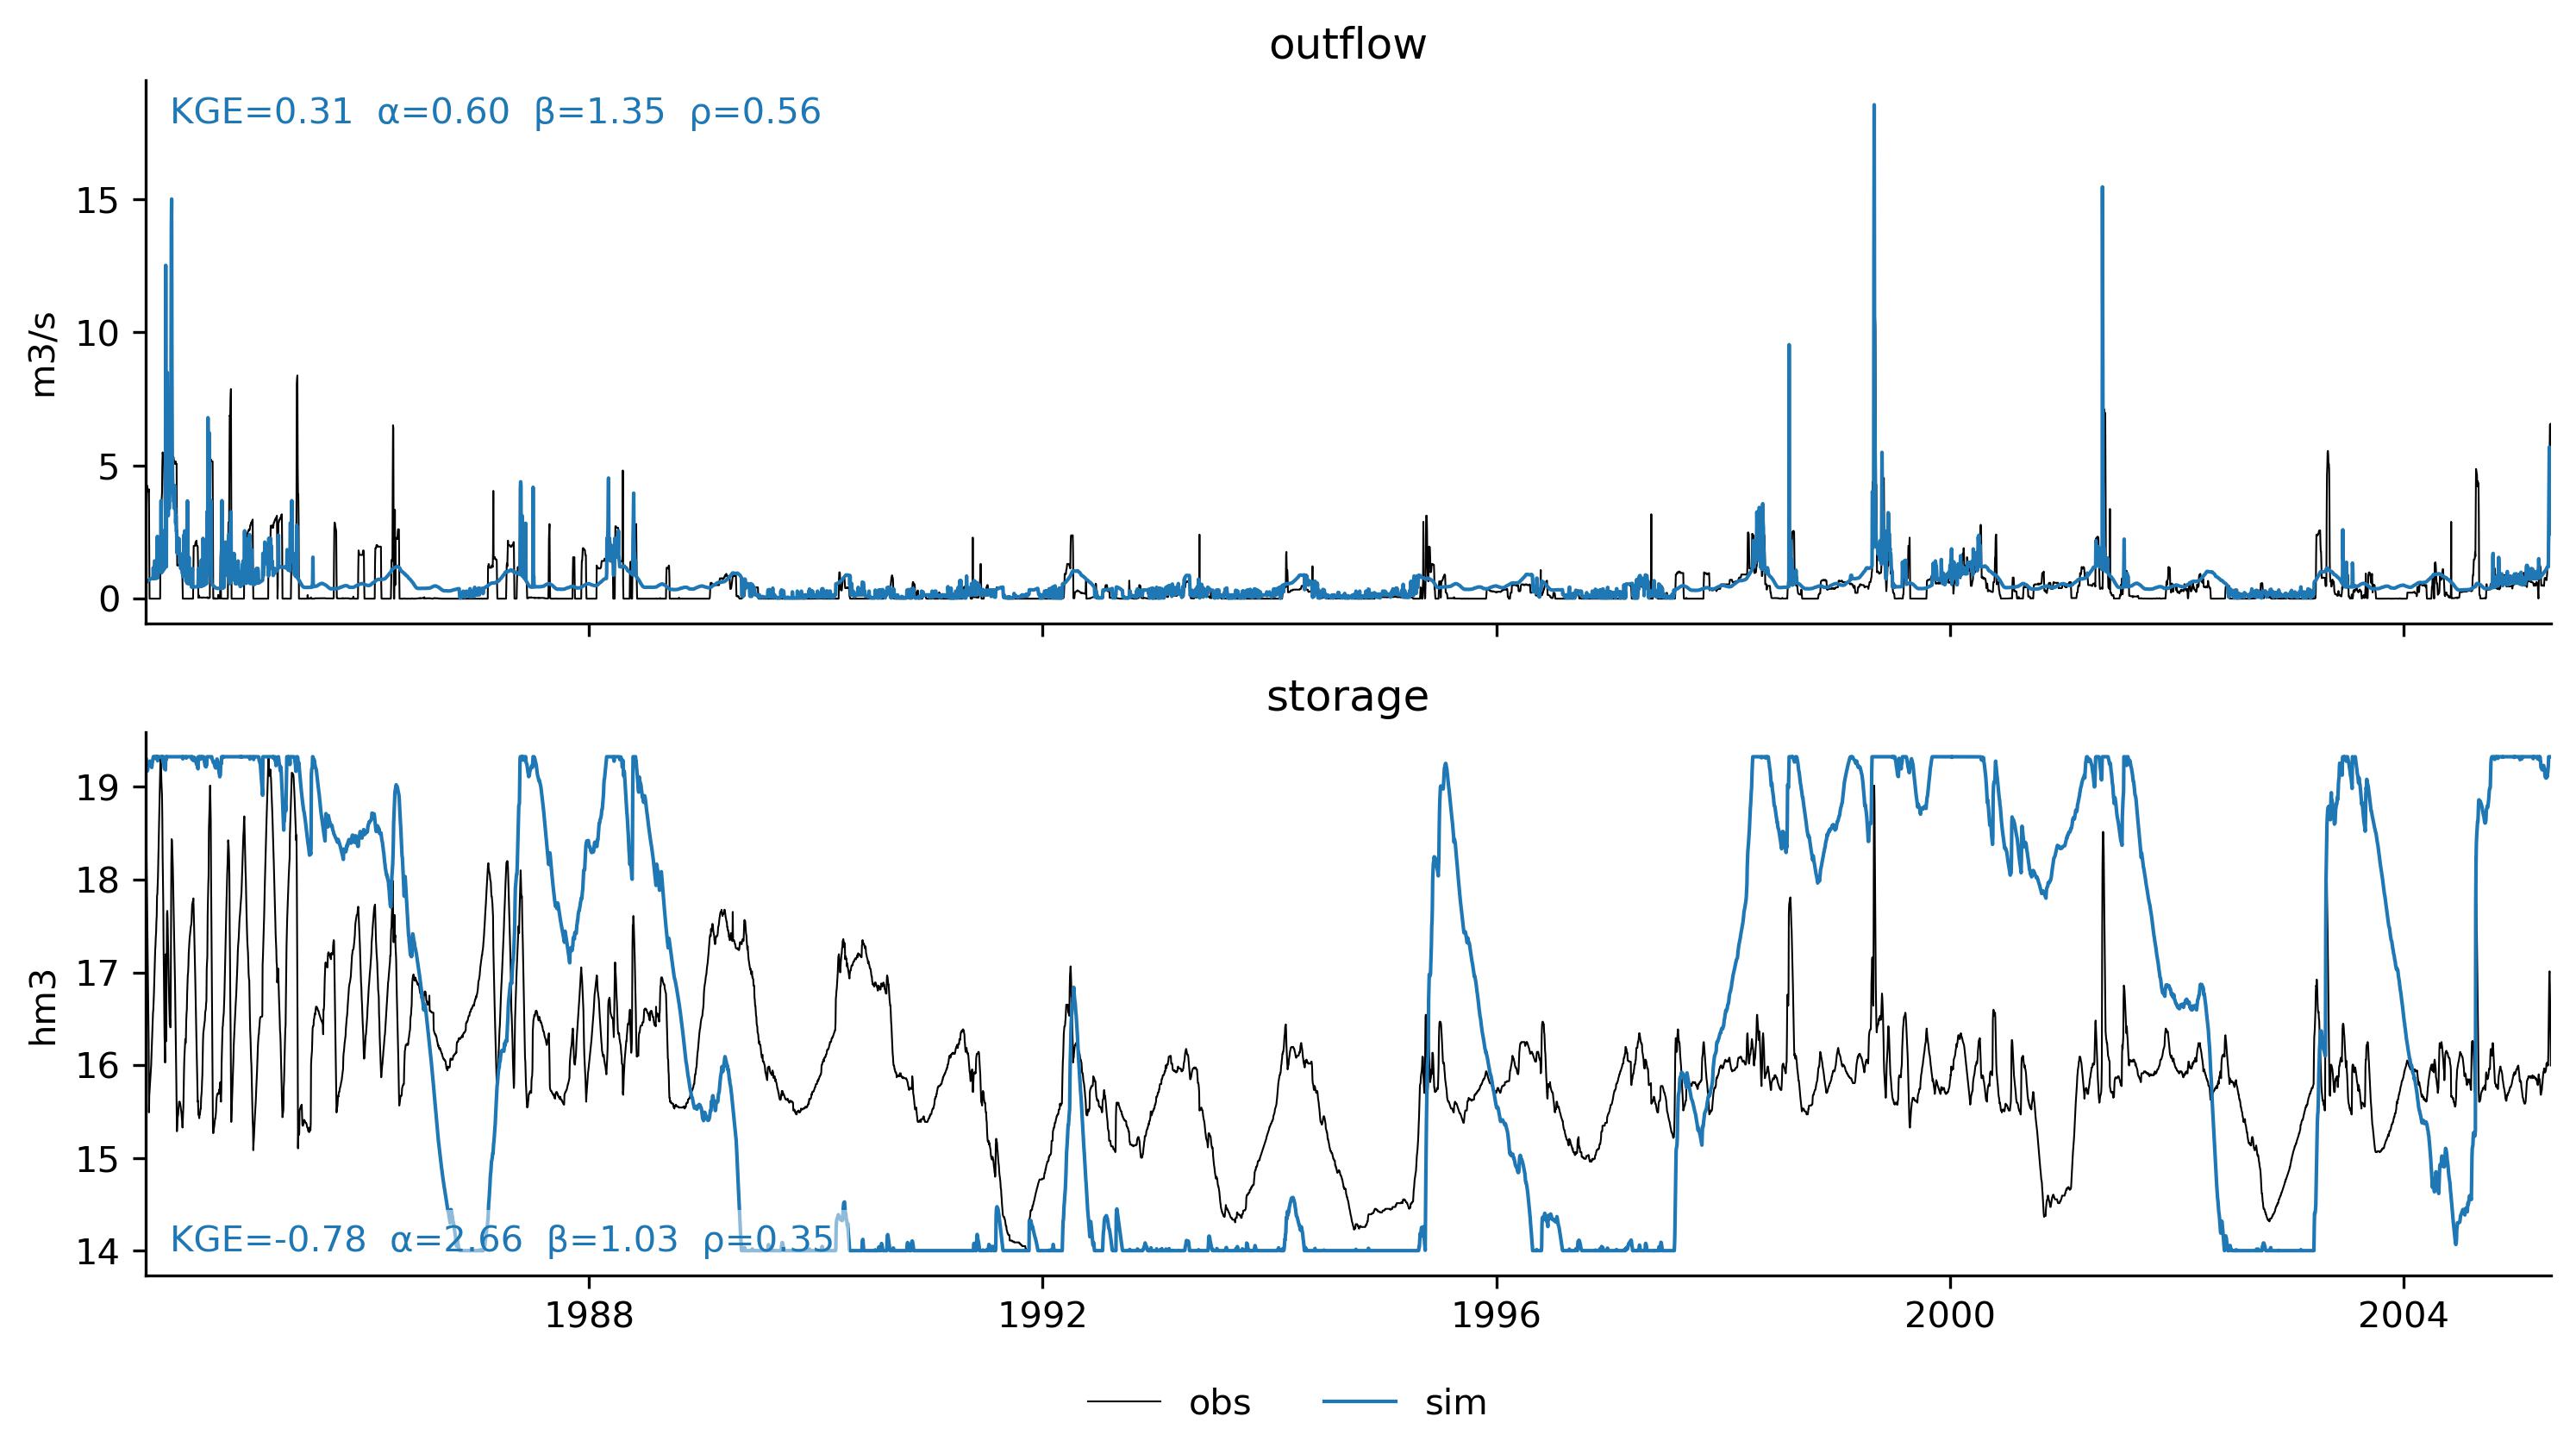 outflow
KGE=0.31 α=0.60 β=1.35 ρ=0.56
m3/s
15
10
5
0
storage
hm3
19
18
17
16
15
14
KGE=-0.78 α=2.66 β=1.03 ρ=0.35
1988 1992 1996 2000 2004
obs sim